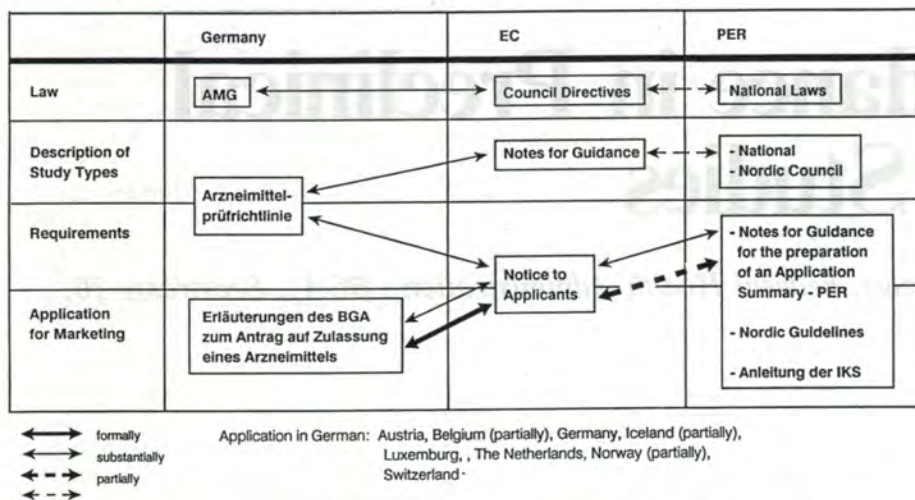 Germany EC PER
Law AMG Council Directives National Laws
Description of Study Types
Notes for Guidance
- National
- Nordic Council
Arzneimittel-
prüfrichtlinie
Requirements
Notice to
Applicants
- Notes for Guidance
for the preparation
of an Application
Summary - PER
- Nordic Guidelines
- Anleitung der IKS
Application
for Marketing
Erläuterungen des BGA
zum Antrag auf Zulassung
eines Arzneimittels
formally
substantially
partially
Application in German: Austria, Belgium (partially), Germany, Iceland (partially),
Luxemburg, , The Netherlands, Norway (partially),
Switzerland -